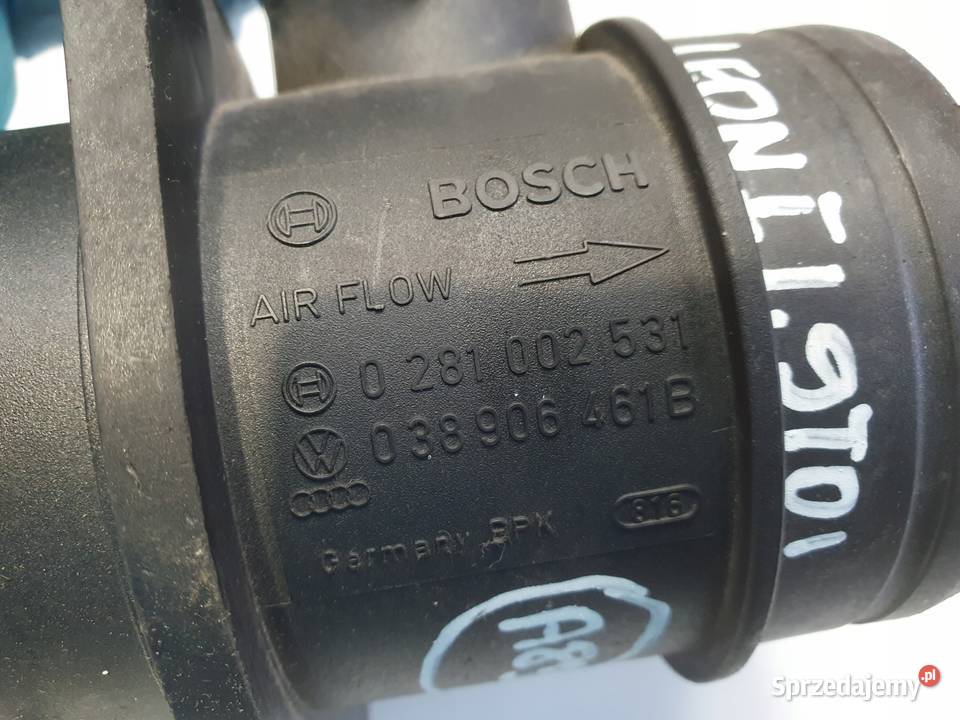 BOSCH
AIR FLOW
0 281 002 531
038 906 461 B
Germany BPK 816
1.9TDI
Sprzedajemy.pl